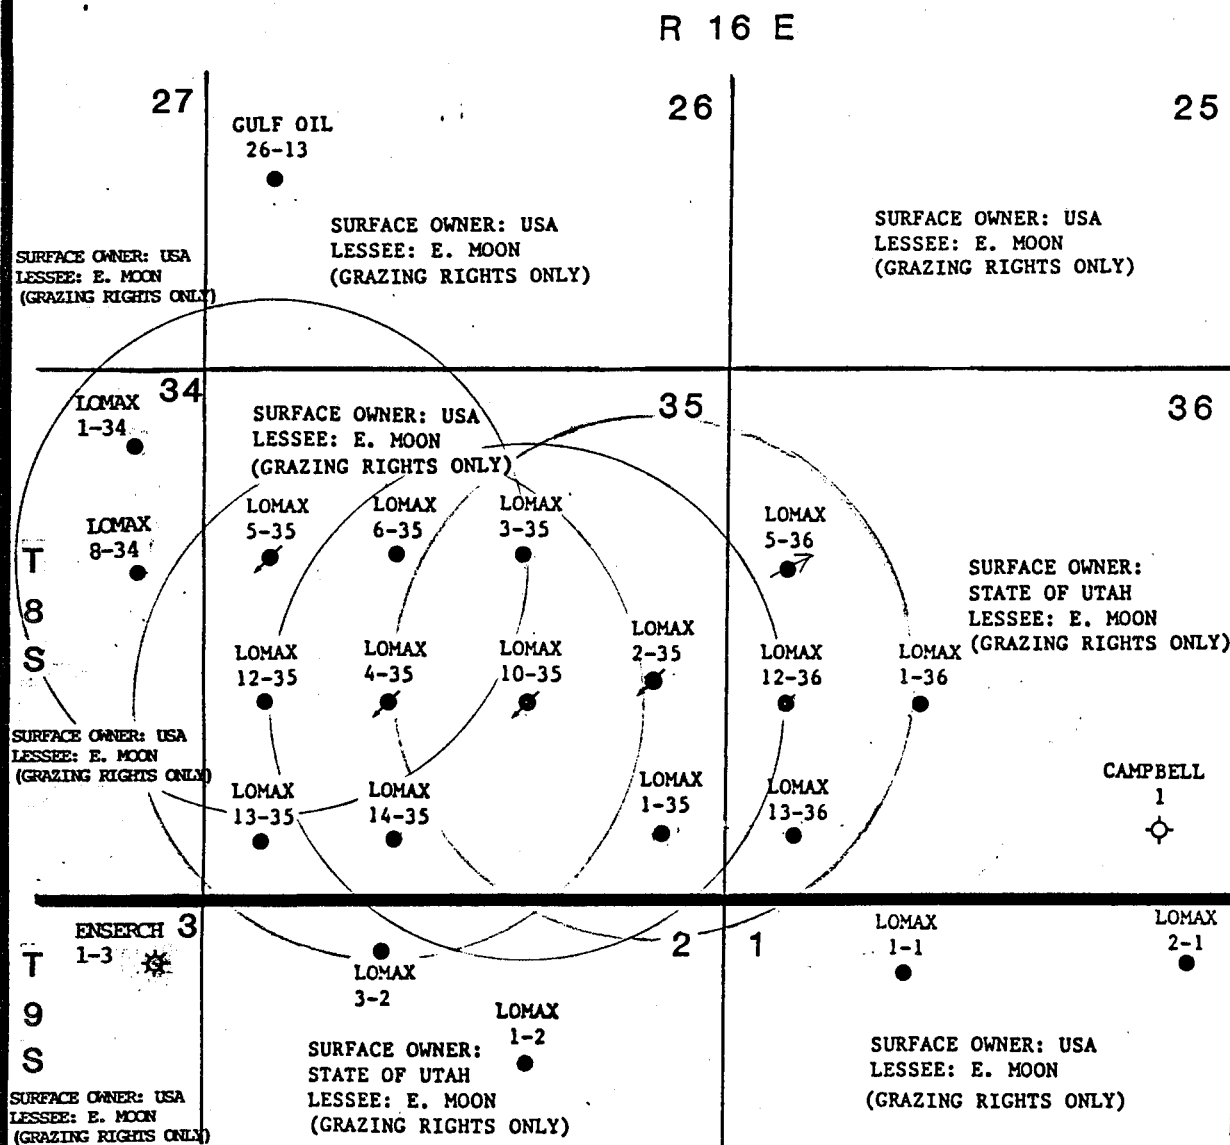 R 16 E
27
26
25
GULF OIL
26-13
SURFACE OWNER: USA
LESSEE: E. MOON
(GRAZING RIGHTS ONLY)
SURFACE OWNER: USA
LESSEE: E. MOON
(GRAZING RIGHTS ONLY)
SURFACE OWNER: USA
LESSEE: E. MOON
(GRAZING RIGHTS ONLY)
34
35
36
LOMAX
1-34
SURFACE OWNER: USA
LESSEE: E. MOON
(GRAZING RIGHTS ONLY)
LOMAX
8-34
LOMAX
5-35
LOMAX
6-35
LOMAX
3-35
LOMAX
5-36
T
8
S
SURFACE OWNER:
STATE OF UTAH
LESSEE: E. MOON
(GRAZING RIGHTS ONLY)
LOMAX
12-35
LOMAX
4-35
LOMAX
10-35
LOMAX
2-35
LOMAX
12-36
LOMAX
1-36
SURFACE OWNER: USA
LESSEE: E. MOON
(GRAZING RIGHTS ONLY)
LOMAX
13-35
LOMAX
14-35
LOMAX
1-35
LOMAX
13-36
CAMPBELL
1
ENSERCH
1-3
3
2
1
LOMAX
1-1
LOMAX
2-1
T
9
S
LOMAX
3-2
LOMAX
1-2
SURFACE OWNER:
STATE OF UTAH
LESSEE: E. MOON
(GRAZING RIGHTS ONLY)
SURFACE OWNER: USA
LESSEE: E. MOON
(GRAZING RIGHTS ONLY)
SURFACE OWNER: USA
LESSEE: E. MOON
(GRAZING RIGHTS ONLY)